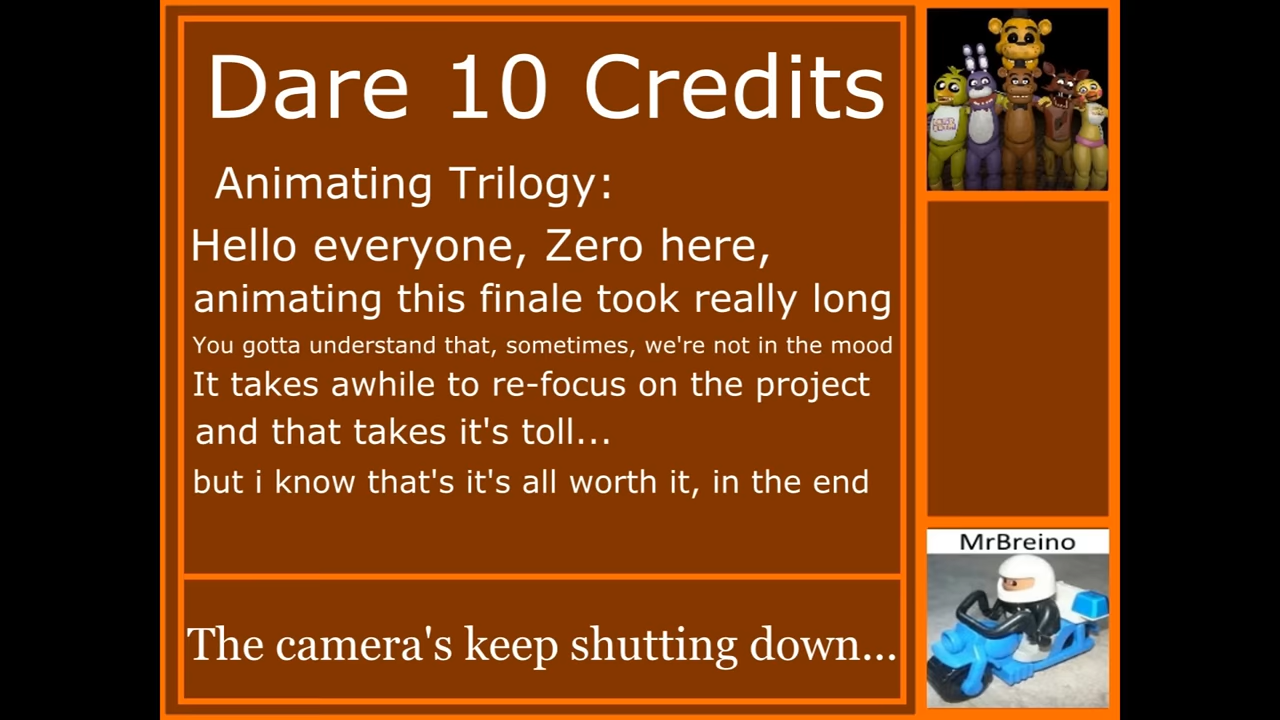 Dare 10 Credits
Animating Trilogy:
Hello everyone, Zero here,
animating this finale took really long
You gotta understand that, sometimes, we're not in the mood
It takes awhile to re-focus on the project
and that takes it's toll...
but i know that's it's all worth it, in the end
The camera's keep shutting down...
MrBreino